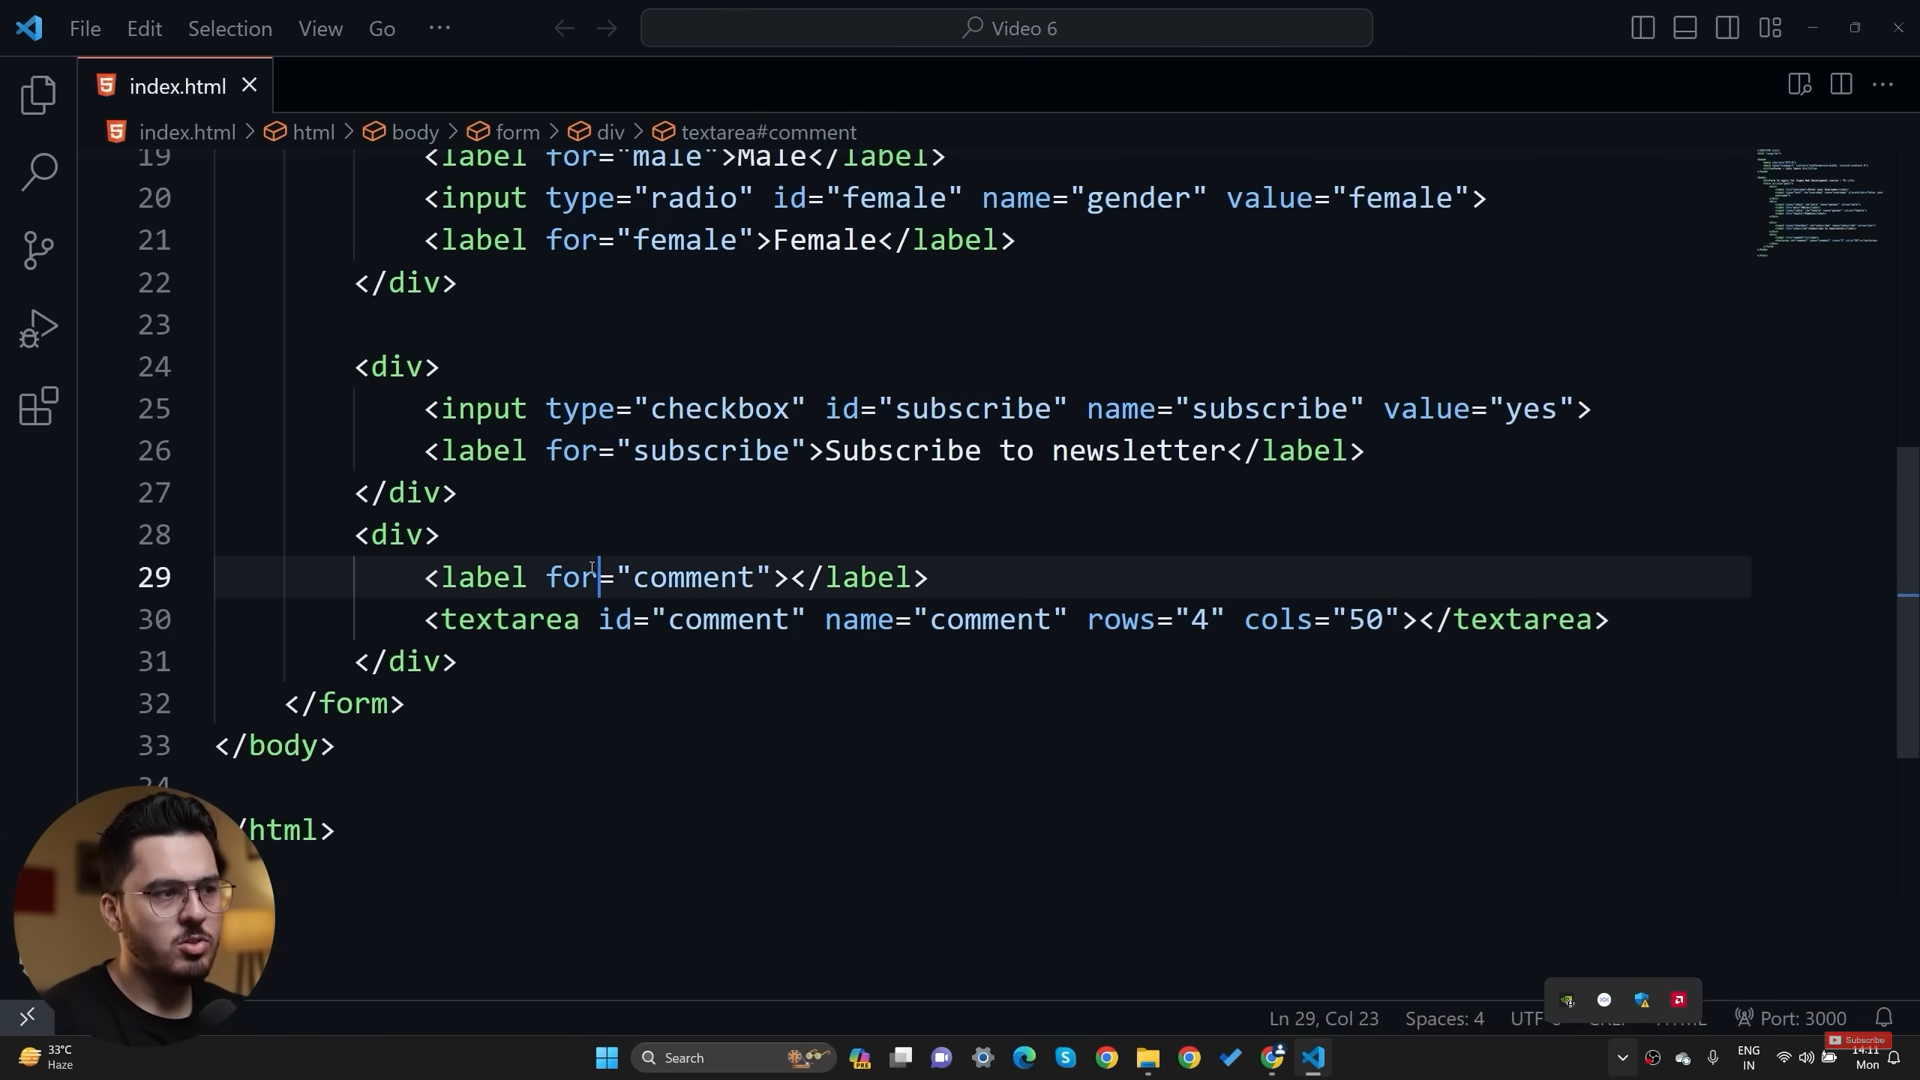 File Edit Selection View Go ··· Video 6
index.html
index.html > html > body > form > div > textarea#comment
19 <label for="male">Male</label>
20 <input type="radio" id="female" name="gender" value="female">
21 <label for="female">Female</label>
22 </div>
23
24 <div>
25 <input type="checkbox" id="subscribe" name="subscribe" value="yes">
26 <label for="subscribe">Subscribe to newsletter</label>
27 </div>
28 <div>
29 <label for="comment"></label>
30 <textarea id="comment" name="comment" rows="4" cols="50"></textarea>
31 </div>
32 </form>
33 </body>
34
/html>
Ln 29, Col 23 Spaces: 4 Port: 3000
Subscribe
33°C
Haze
Search
PRE
ENG
IN
14:11
Mon